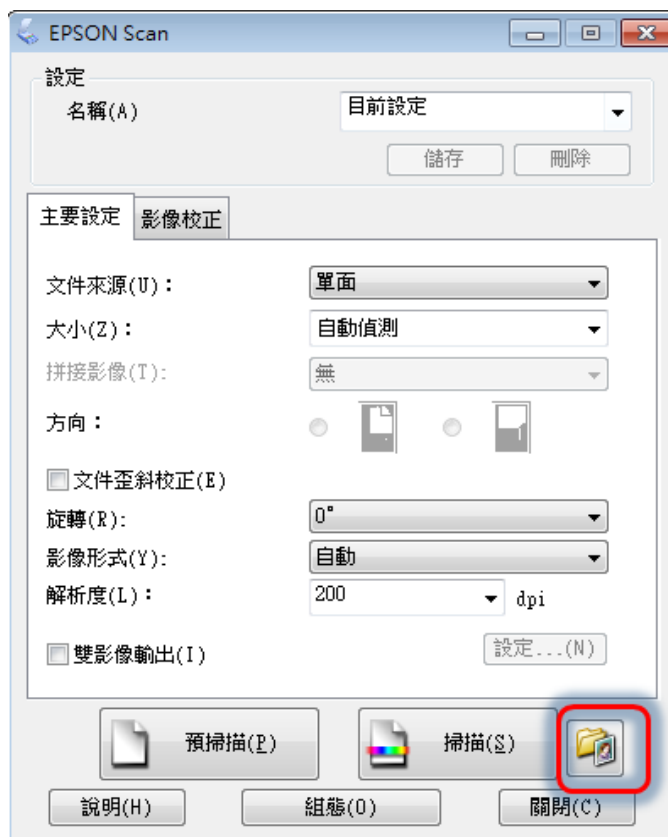 EPSON Scan
設定
名稱(A) 目前設定
儲存 刪除
主要設定 影像校正
文件來源(U)： 單面
大小(Z)： 自動偵測
拼接影像(T): 無
方向：
文件歪斜校正(E)
旋轉(R): 0°
影像形式(Y): 自動
解析度(L)： 200 dpi
雙影像輸出(I) 設定...(N)
預掃描(P) 掃描(S)
說明(H) 組態(O) 關閉(C)